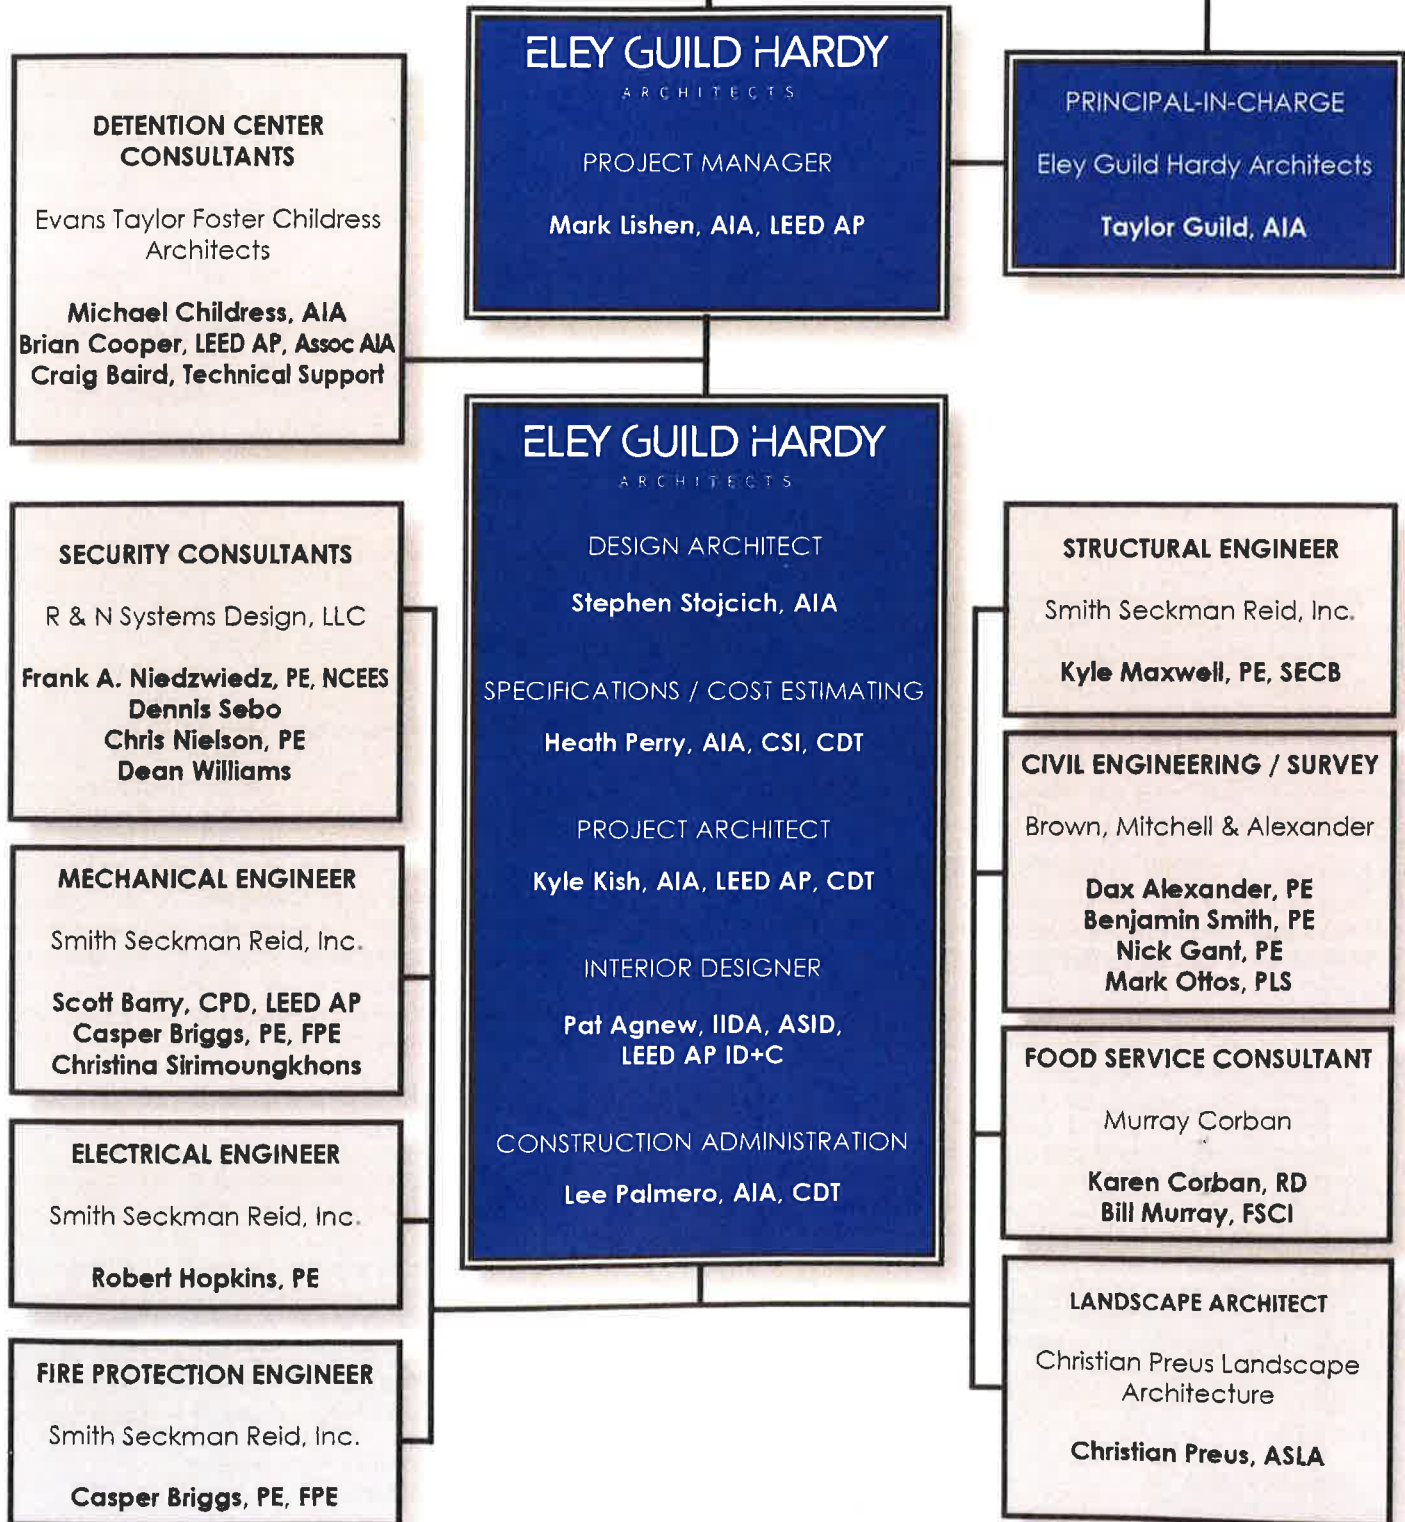 ELEY GUILD HARDY
ARCHITECTS
PROJECT MANAGER
Mark Lishen, AIA, LEED AP
PRINCIPAL-IN-CHARGE
Eley Guild Hardy Architects
Taylor Guild, AIA
DETENTION CENTER
CONSULTANTS
Evans Taylor Foster Childress
Architects
Michael Childress, AIA
Brian Cooper, LEED AP, Assoc AIA
Craig Baird, Technical Support
ELEY GUILD HARDY
ARCHITECTS
DESIGN ARCHITECT
Stephen Stojcich, AIA
SPECIFICATIONS / COST ESTIMATING
Heath Perry, AIA, CSI, CDT
PROJECT ARCHITECT
Kyle Kish, AIA, LEED AP, CDT
INTERIOR DESIGNER
Pat Agnew, IIDA, ASID,
LEED AP ID+C
CONSTRUCTION ADMINISTRATION
Lee Palmero, AIA, CDT
SECURITY CONSULTANTS
R & N Systems Design, LLC
Frank A. Niedzwiedz, PE, NCEES
Dennis Sebo
Chris Nielson, PE
Dean Williams
MECHANICAL ENGINEER
Smith Seckman Reid, Inc.
Scott Barry, CPD, LEED AP
Casper Briggs, PE, FPE
Christina Sirimoungkhons
ELECTRICAL ENGINEER
Smith Seckman Reid, Inc.
Robert Hopkins, PE
FIRE PROTECTION ENGINEER
Smith Seckman Reid, Inc.
Casper Briggs, PE, FPE
STRUCTURAL ENGINEER
Smith Seckman Reid, Inc.
Kyle Maxwell, PE, SECB
CIVIL ENGINEERING / SURVEY
Brown, Mitchell & Alexander
Dax Alexander, PE
Benjamin Smith, PE
Nick Gant, PE
Mark Ottos, PLS
FOOD SERVICE CONSULTANT
Murray Corban
Karen Corban, RD
Bill Murray, FSCI
LANDSCAPE ARCHITECT
Christian Preus Landscape
Architecture
Christian Preus, ASLA